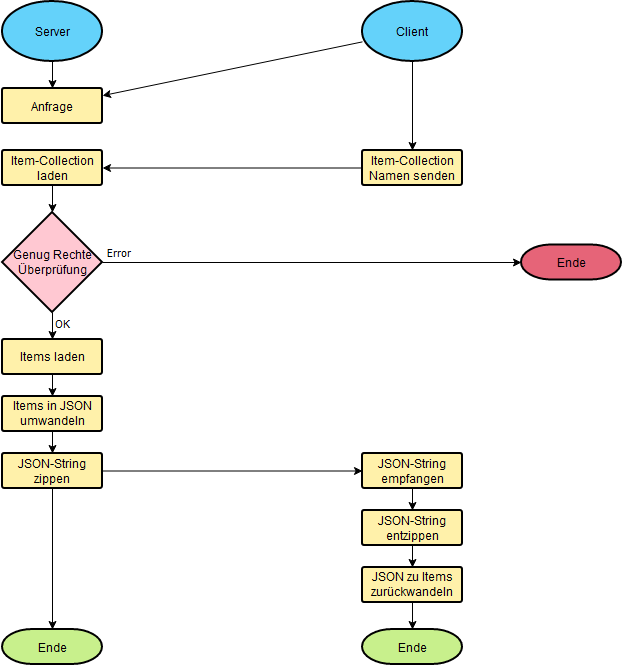 Server
Client
Anfrage
Item-Collection
laden
Item-Collection
Namen senden
Genug Rechte
Überprüfung
Error
Ende
OK
Items laden
Items in JSON
umwandeln
JSON-String
zippen
JSON-String
empfangen
JSON-String
entzippen
JSON zu Items
zurückwandeln
Ende
Ende